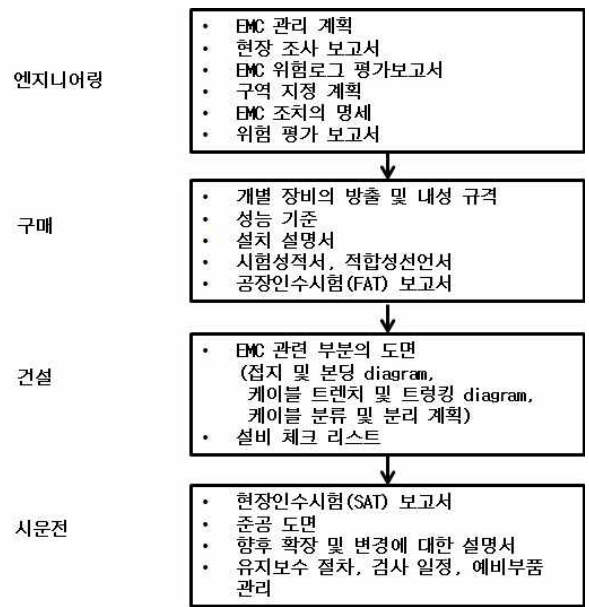 엔지니어링
• EMC 관리 계획
• 현장 조사 보고서
• EMC 위험로그 평가보고서
• 구역 지정 계획
• EMC 조치의 명세
• 위험 평가 보고서
구매
• 개별 장비의 방출 및 내성 규격
• 성능 기준
• 설치 설명서
• 시험성적서, 적합성선언서
• 공장인수시험(FAT) 보고서
건설
• EMC 관련 부분의 도면
(접지 및 본딩 diagram,
케이블 트렌치 및 트렁킹 diagram,
케이블 분류 및 분리 계획)
• 설비 체크 리스트
시운전
• 현장인수시험(SAT) 보고서
• 준공 도면
• 향후 확장 및 변경에 대한 설명서
• 유지보수 절차, 검사 일정, 예비부품
관리